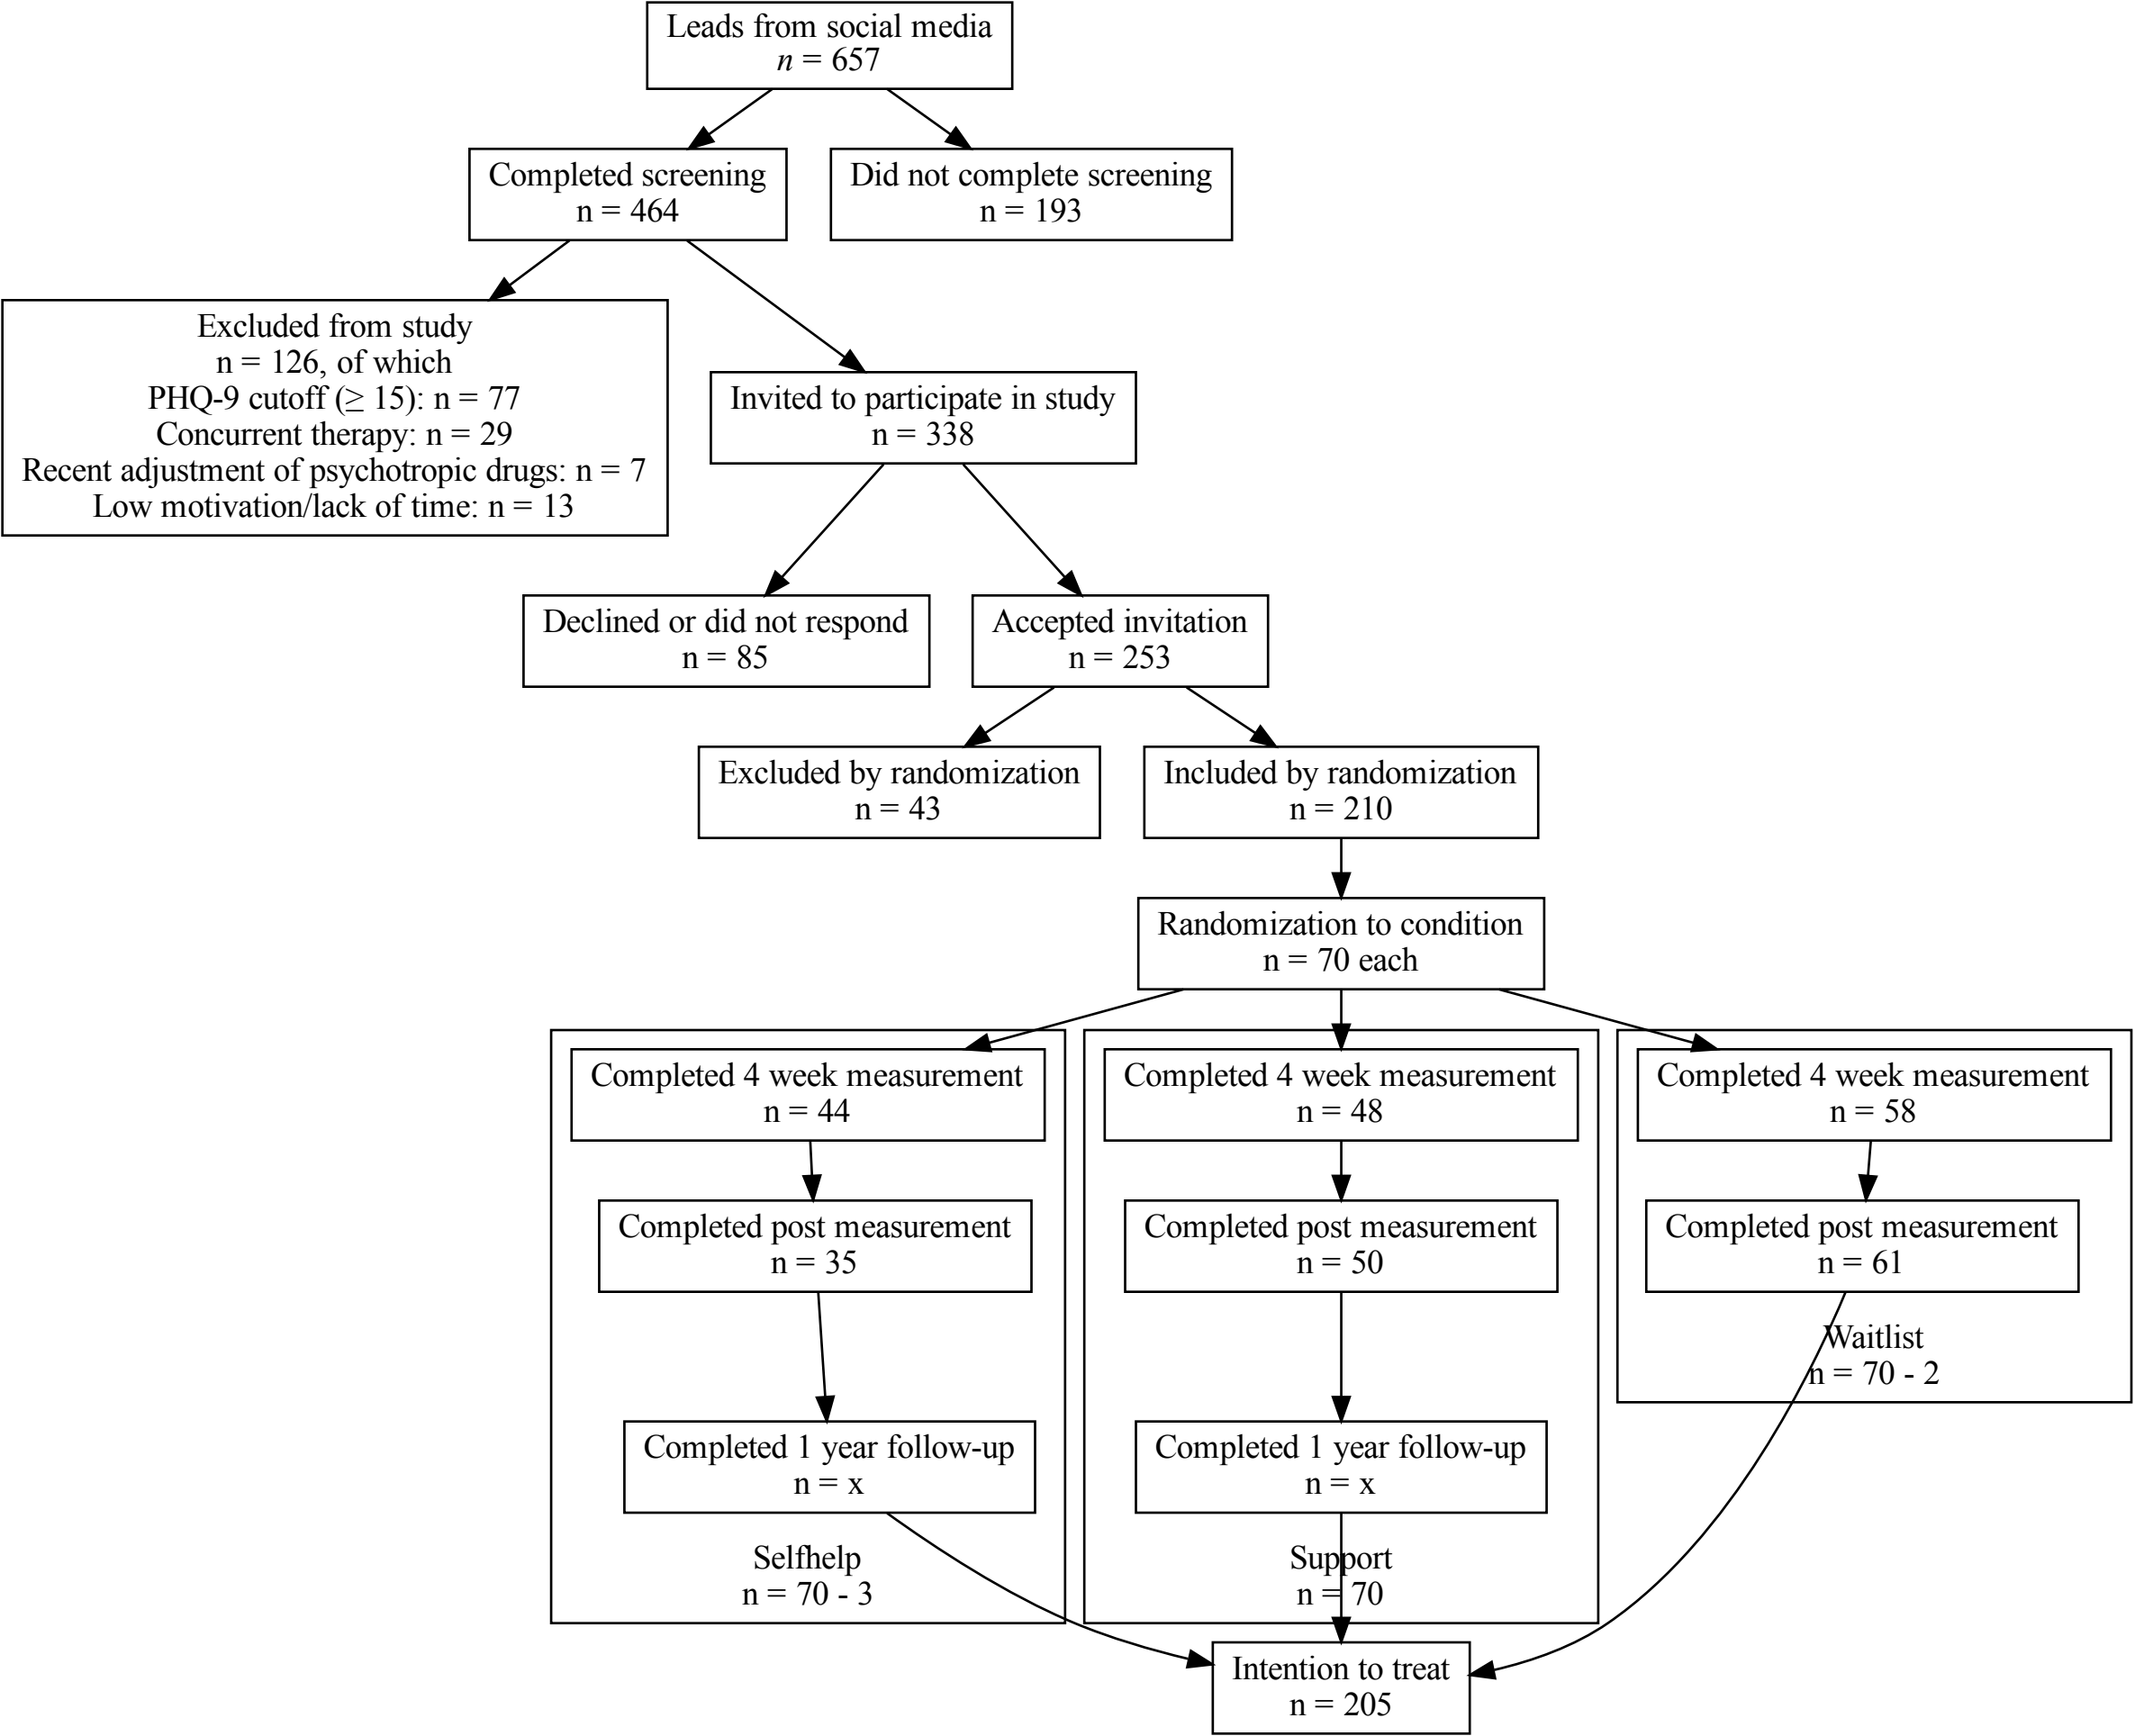 Leads from social media
n = 657
Completed screening
n = 464
Did not complete screening
n = 193
Excluded from study
n = 126, of which
PHQ-9 cutoff (≥ 15): n = 77
Concurrent therapy: n = 29
Recent adjustment of psychotropic drugs: n = 7
Low motivation/lack of time: n = 13
Invited to participate in study
n = 338
Declined or did not respond
n = 85
Accepted invitation
n = 253
Excluded by randomization
n = 43
Included by randomization
n = 210
Randomization to condition
n = 70 each
Completed 4 week measurement
n = 44
Completed post measurement
n = 35
Completed 1 year follow-up
n = x
Selfhelp
n = 70 - 3
Completed 4 week measurement
n = 48
Completed post measurement
n = 50
Completed 1 year follow-up
n = x
Support
n = 70
Completed 4 week measurement
n = 58
Completed post measurement
n = 61
Waitlist
n = 70 - 2
Intention to treat
n = 205